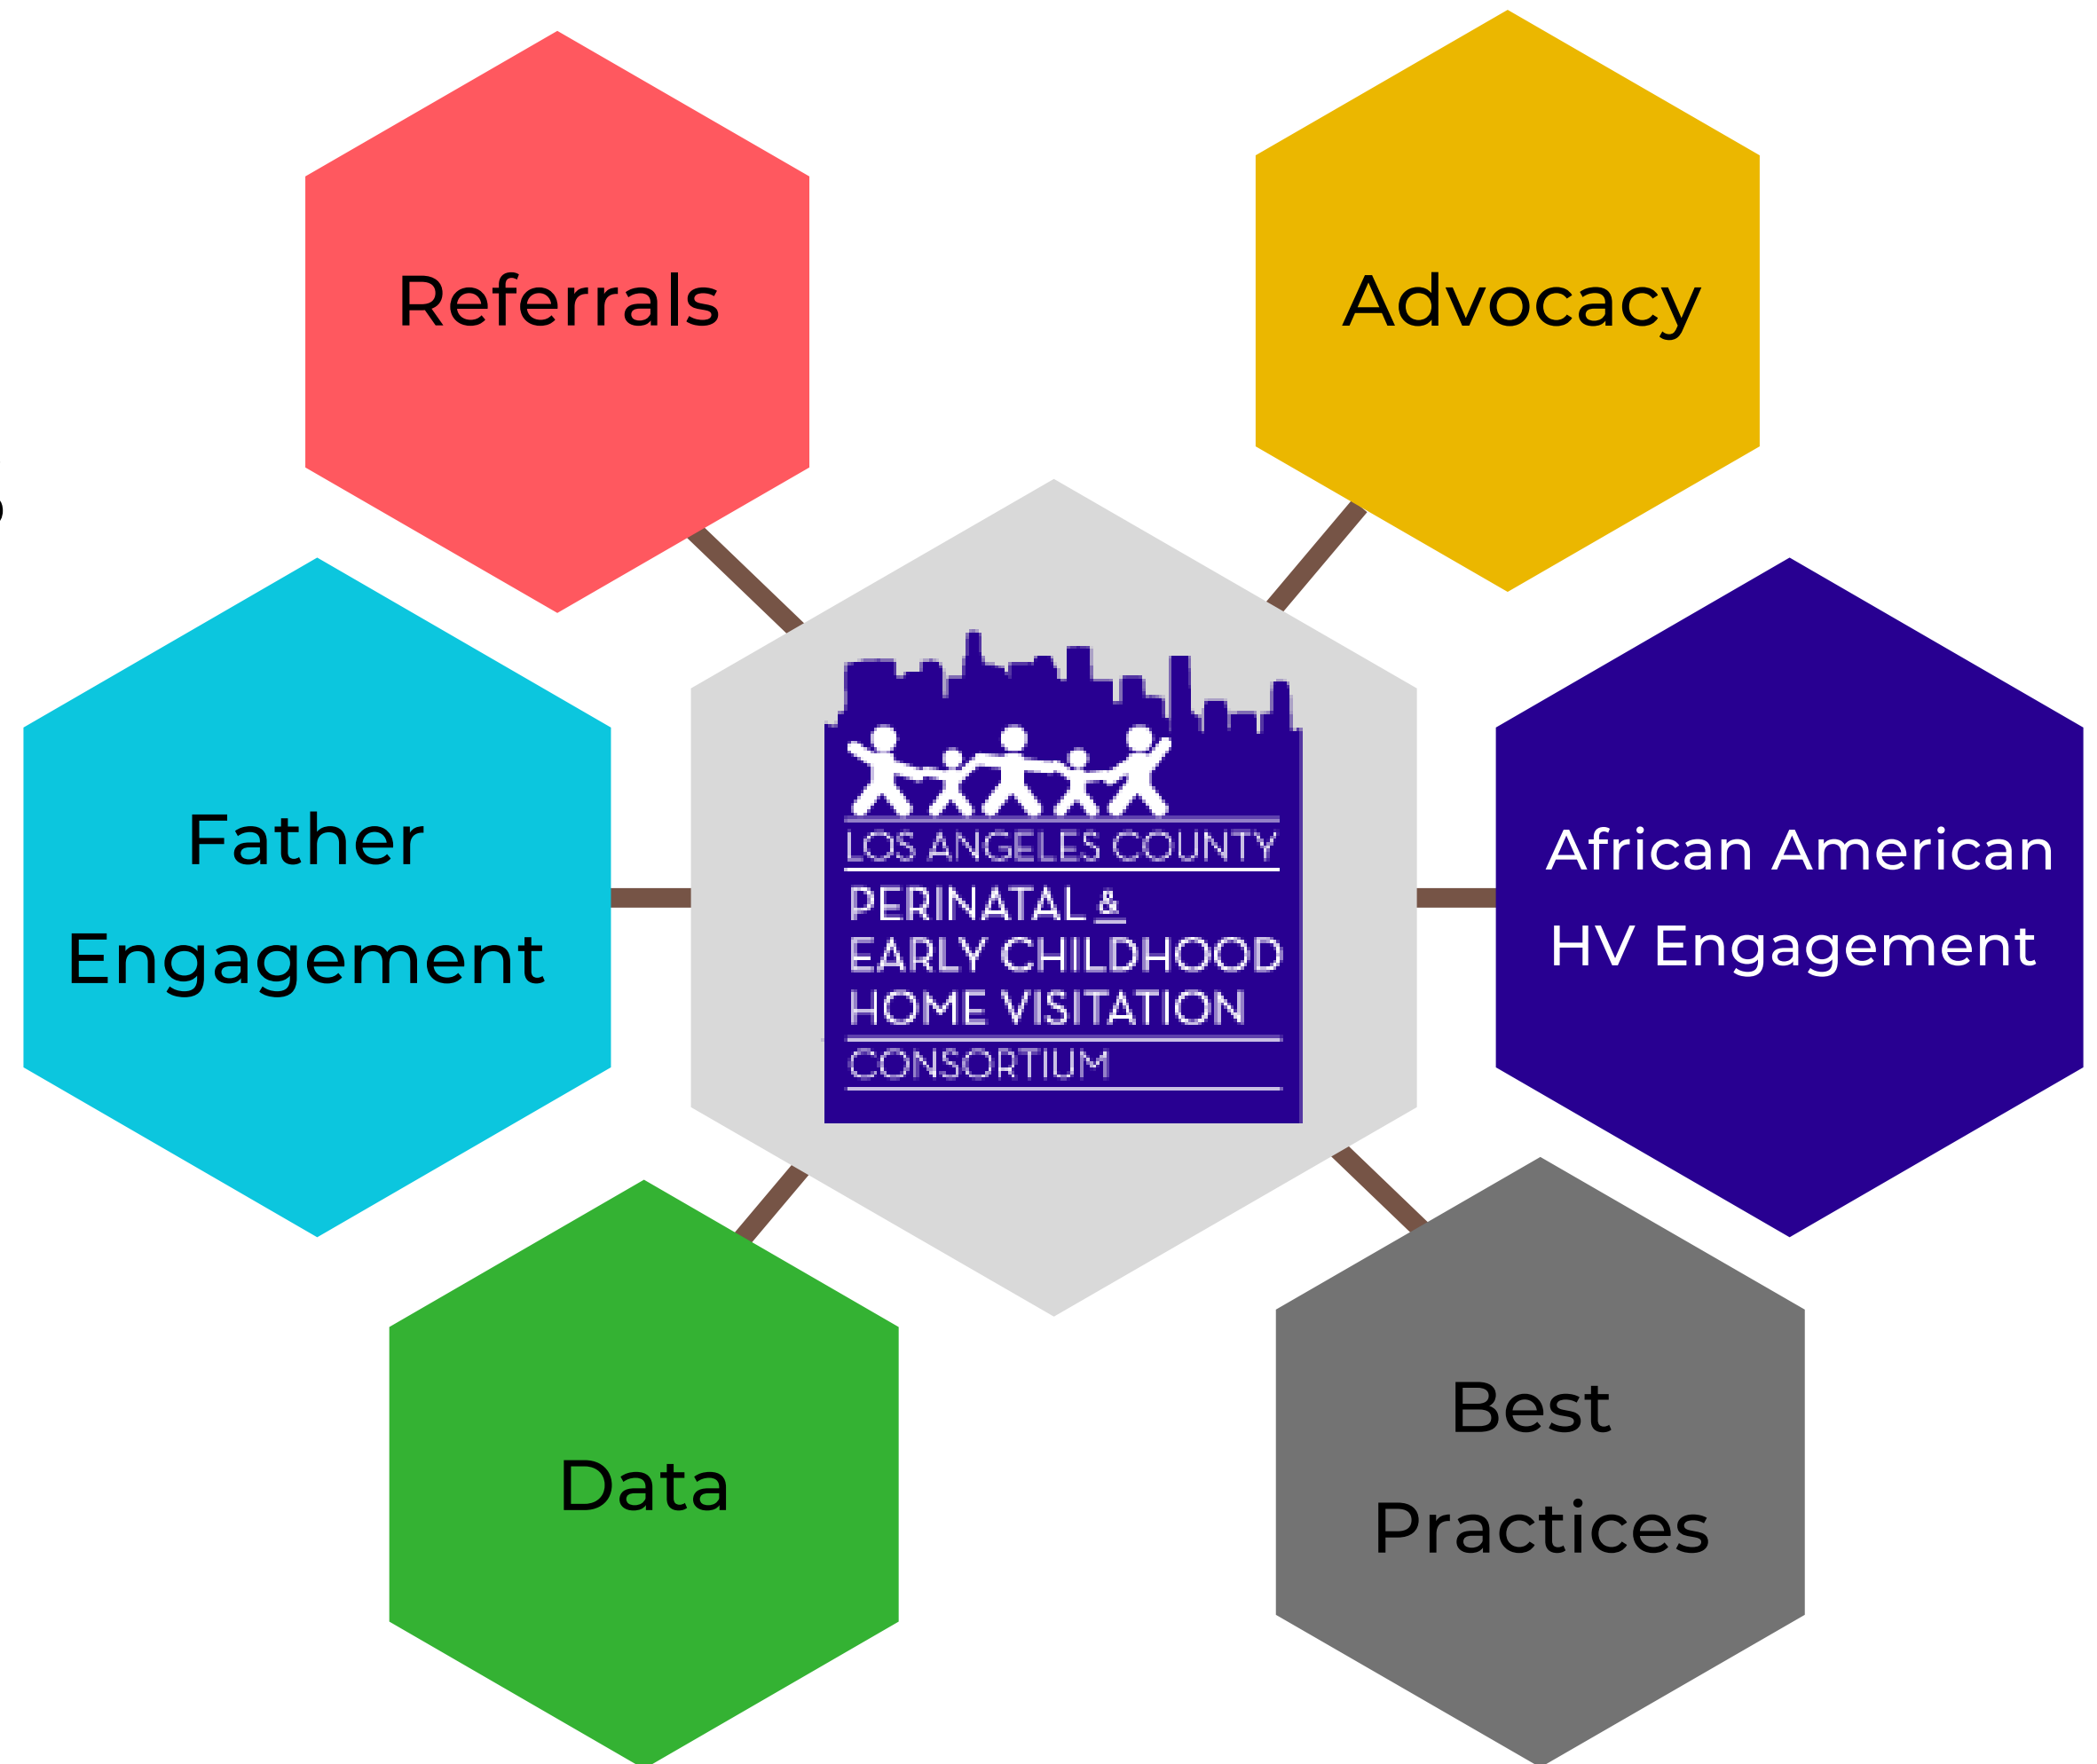 Referrals
Advocacy
Father
Engagement
LOS ANGELES COUNTY
PERINATAL &
EARLY CHILDHOOD
HOME VISITATION
CONSORTIUM
African American
HV Engagement
Data
Best
Practices